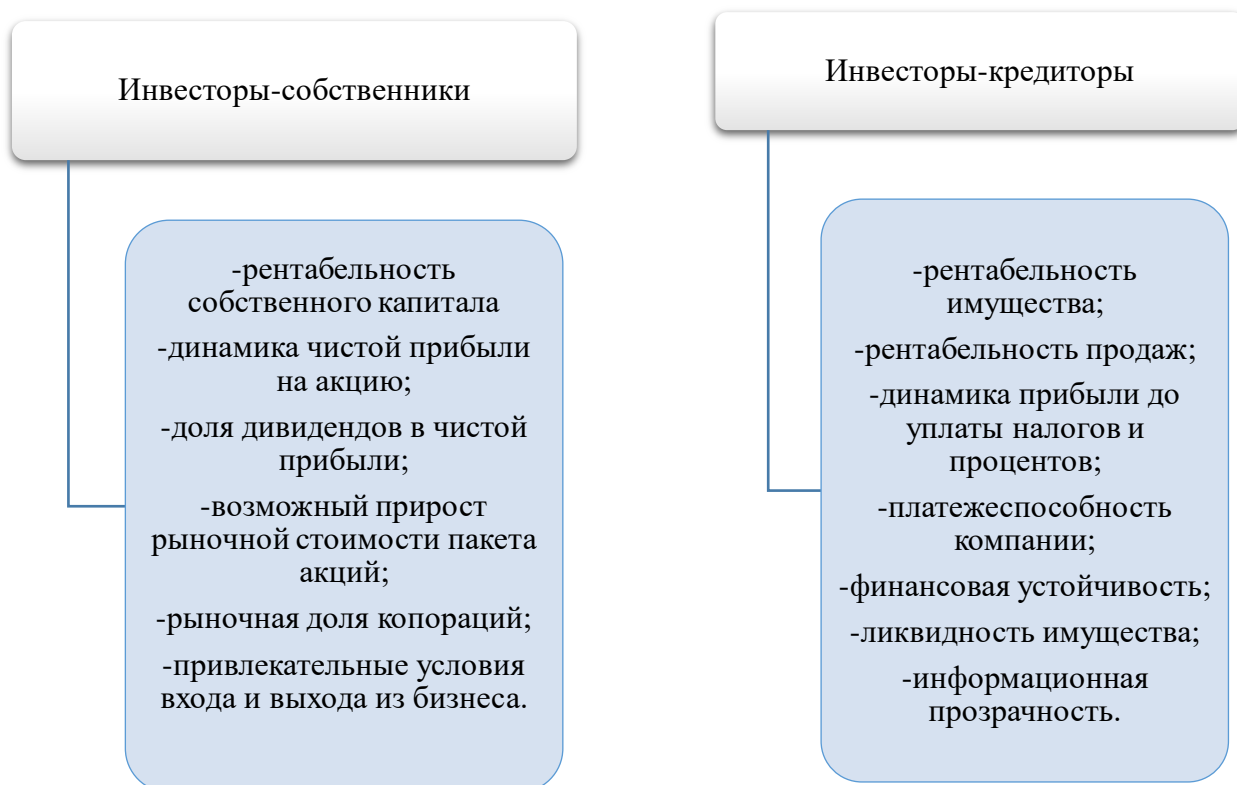 Инвесторы-собственники
-рентабельность
собственного капитала
-динамика чистой прибыли
на акцию;
-доля дивидендов в чистой
прибыли;
-возможный прирост
рыночной стоимости пакета
акций;
-рыночная доля копораций;
-привлекательные условия
входа и выхода из бизнеса.
Инвесторы-кредиторы
-рентабельность
имущества;
-рентабельность продаж;
-динамика прибыли до
уплаты налогов и
процентов;
-платежеспособность
компании;
-финансовая устойчивость;
-ликвидность имущества;
-информационная
прозрачность.